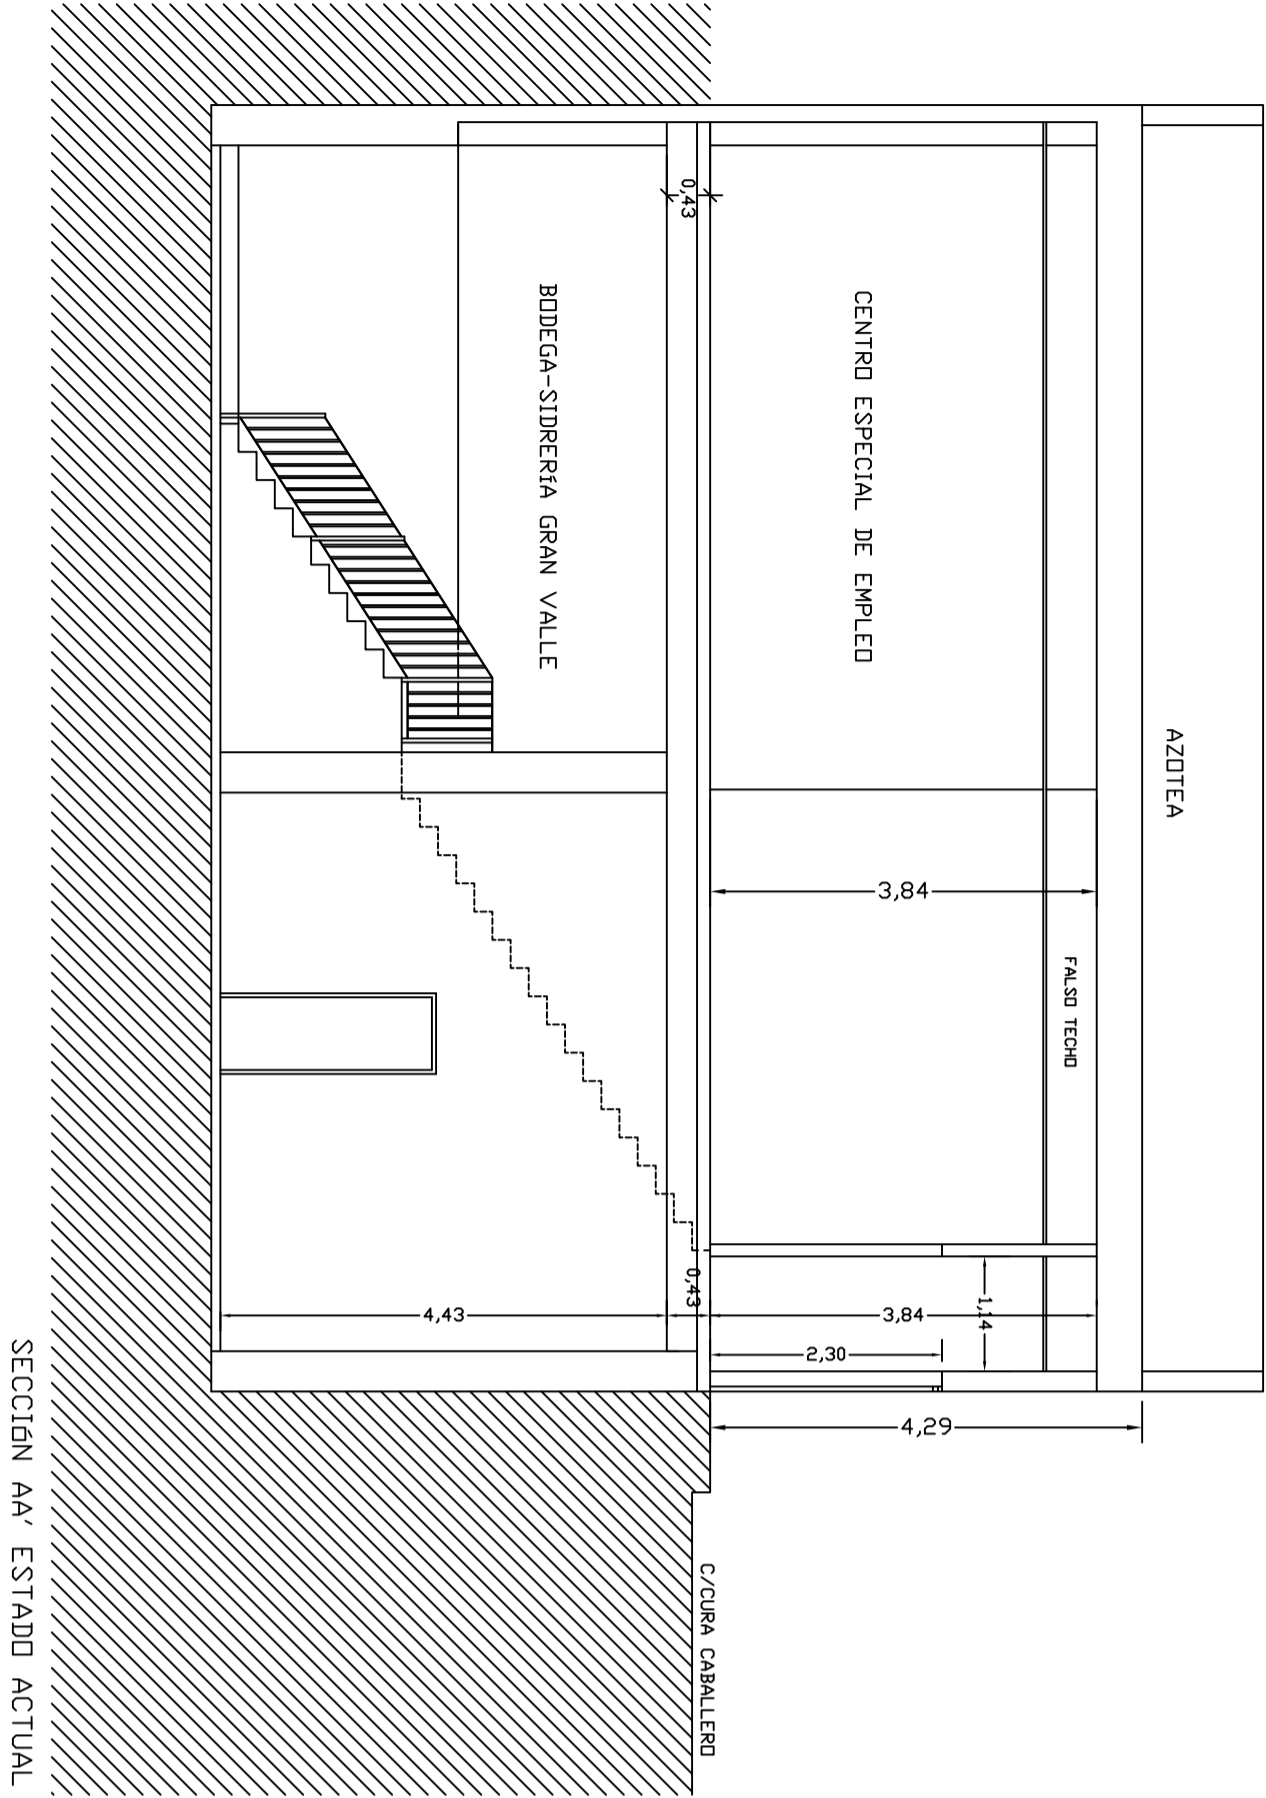 AZOTEA
FALSO TECHO
CENTRO ESPECIAL DE EMPLEO
3,84
1,14
3,84
2,30
4,29
0,43
0,43
C/CURA CABALLERO
BODEGA-SIDRERíA GRAN VALLE
4,43
SECCIóN AA' ESTADO ACTUAL